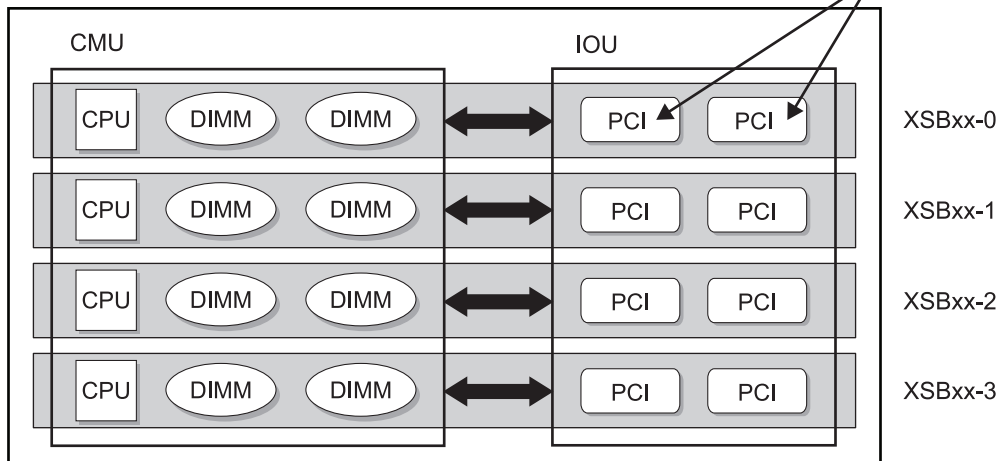 CMU IOU
CPU DIMM DIMM PCI PCI XSBxx-0
CPU DIMM DIMM PCI PCI XSBxx-1
CPU DIMM DIMM PCI PCI XSBxx-2
CPU DIMM DIMM PCI PCI XSBxx-3